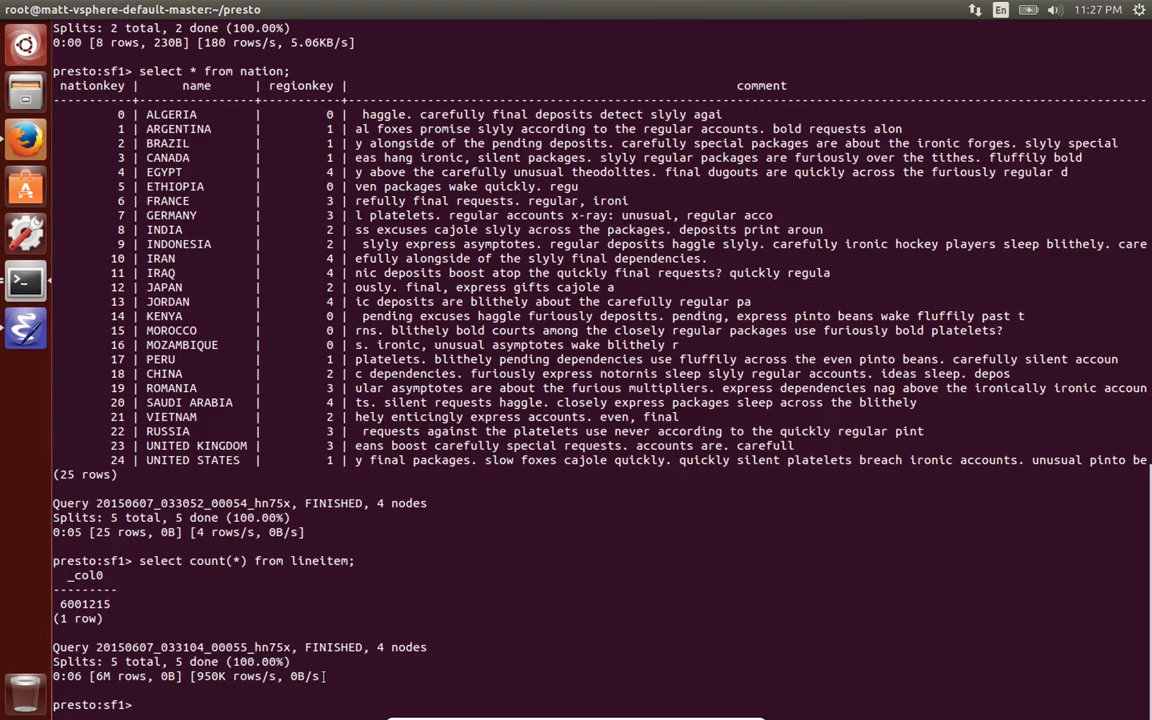 root@matt-vsphere-default-master:~/presto
En
11:27 PM
Splits: 2 total, 2 done (100.00%)
0:00 [8 rows, 230B] [180 rows/s, 5.06KB/s]
presto:sf1> select * from nation;
nationkey | name | regionkey | comment
-----------+----------------+-----------+---------------------------------------------------------------------------------------------------------------
0 | ALGERIA | 0 | haggle. carefully final deposits detect slyly agai
1 | ARGENTINA | 1 | al foxes promise slyly according to the regular accounts. bold requests alon
2 | BRAZIL | 1 | y alongside of the pending deposits. carefully special packages are about the ironic forges. slyly special
3 | CANADA | 1 | eas hang ironic, silent packages. slyly regular packages are furiously over the tithes. fluffily bold
4 | EGYPT | 4 | y above the carefully unusual theodolites. final dugouts are quickly across the furiously regular d
5 | ETHIOPIA | 0 | ven packages wake quickly. regu
6 | FRANCE | 3 | refully final requests. regular, ironi
7 | GERMANY | 3 | l platelets. regular accounts x-ray: unusual, regular acco
8 | INDIA | 2 | ss excuses cajole slyly across the packages. deposits print aroun
9 | INDONESIA | 2 | slyly express asymptotes. regular deposits haggle slyly. carefully ironic hockey players sleep blithely. care
10 | IRAN | 4 | efully alongside of the slyly final dependencies.
11 | IRAQ | 4 | nic deposits boost atop the quickly final requests? quickly regula
12 | JAPAN | 2 | ously. final, express gifts cajole a
13 | JORDAN | 4 | ic deposits are blithely about the carefully regular pa
14 | KENYA | 0 | pending excuses haggle furiously deposits. pending, express pinto beans wake fluffily past t
15 | MOROCCO | 0 | rns. blithely bold courts among the closely regular packages use furiously bold platelets?
16 | MOZAMBIQUE | 0 | s. ironic, unusual asymptotes wake blithely r
17 | PERU | 1 | platelets. blithely pending dependencies use fluffily across the even pinto beans. carefully silent accoun
18 | CHINA | 2 | c dependencies. furiously express notornis sleep slyly regular accounts. ideas sleep. depos
19 | ROMANIA | 3 | ular asymptotes are about the furious multipliers. express dependencies nag above the ironically ironic accoun
20 | SAUDI ARABIA | 4 | ts. silent requests haggle. closely express packages sleep across the blithely
21 | VIETNAM | 2 | hely enticingly express accounts. even, final
22 | RUSSIA | 3 | requests against the platelets use never according to the quickly regular pint
23 | UNITED KINGDOM | 3 | eans boost carefully special requests. accounts are. carefull
24 | UNITED STATES | 1 | y final packages. slow foxes cajole quickly. quickly silent platelets breach ironic accounts. unusual pinto be
(25 rows)
Query 20150607_033052_00054_hn75x, FINISHED, 4 nodes
Splits: 5 total, 5 done (100.00%)
0:05 [25 rows, 0B] [4 rows/s, 0B/s]
presto:sf1> select count(*) from lineitem;
_col0
---------
6001215
(1 row)
Query 20150607_033104_00055_hn75x, FINISHED, 4 nodes
Splits: 5 total, 5 done (100.00%)
0:06 [6M rows, 0B] [950K rows/s, 0B/s]
presto:sf1>